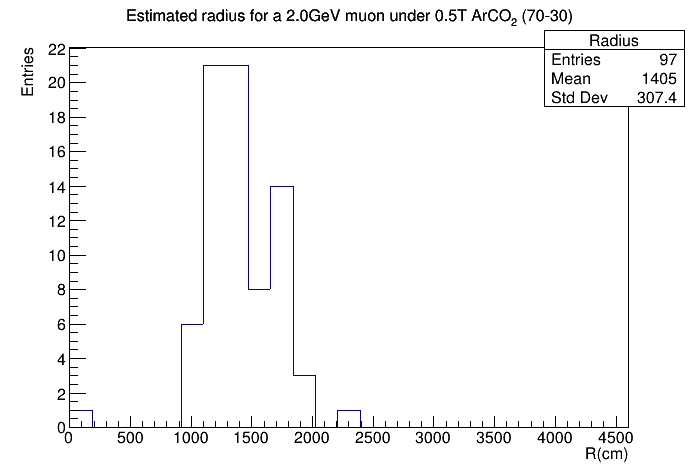 Estimated radius for a 2.0GeV muon under 0.5T ArCO₂ (70-30)
Radius
Entries 97
Mean 1405
Std Dev 307.4
Entries
22
20
18
16
14
12
10
8
6
4
2
0
0 500 1000 1500 2000 2500 3000 3500 4000 4500
R(cm)